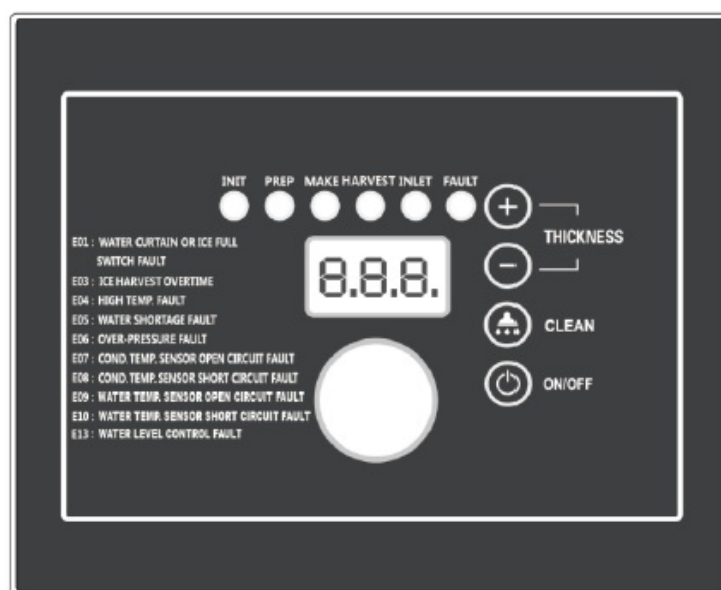 INIT PREP MAKE HARVEST INLET FAULT
+
THICKNESS
−
E01 : WATER CURTAIN OR ICE FULL
SWITCH FAULT
E03 : ICE HARVEST OVERTIME
E04 : HIGH TEMP. FAULT
E05 : WATER SHORTAGE FAULT
E06 : OVER-PRESSURE FAULT
E07 : COND. TEMP. SENSOR OPEN CIRCUIT FAULT
E08 : COND. TEMP. SENSOR SHORT CIRCUIT FAULT
E09 : WATER TEMP. SENSOR OPEN CIRCUIT FAULT
E10 : WATER TEMP. SENSOR SHORT CIRCUIT FAULT
E13 : WATER LEVEL CONTROL FAULT
8.8.8.
CLEAN
ON/OFF